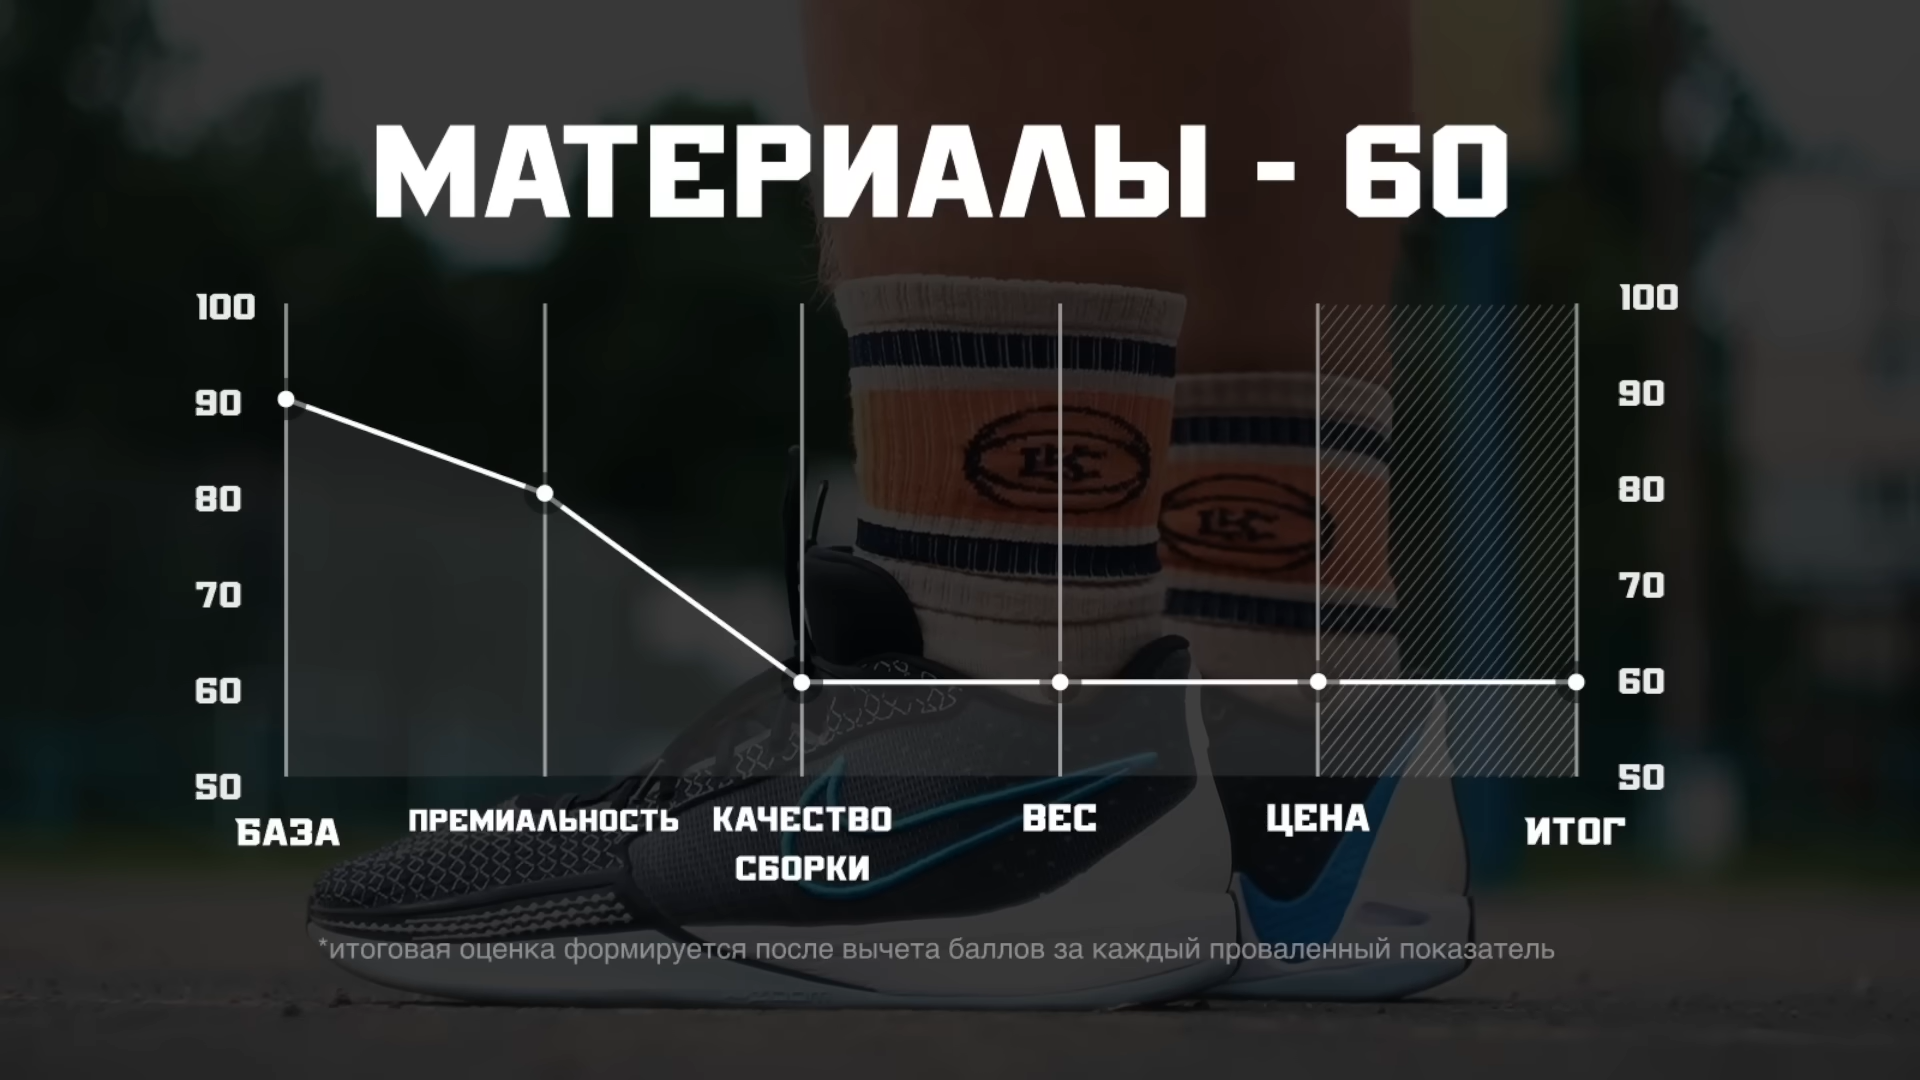 МАТЕРИАЛЫ - 60
100
90
80
70
60
50
100
90
80
70
60
50
БАЗА
ПРЕМИАЛЬНОСТЬ
КАЧЕСТВО
СБОРКИ
ВЕС
ЦЕНА
ИТОГ
*итоговая оценка формируется после вычета баллов за каждый проваленный показатель